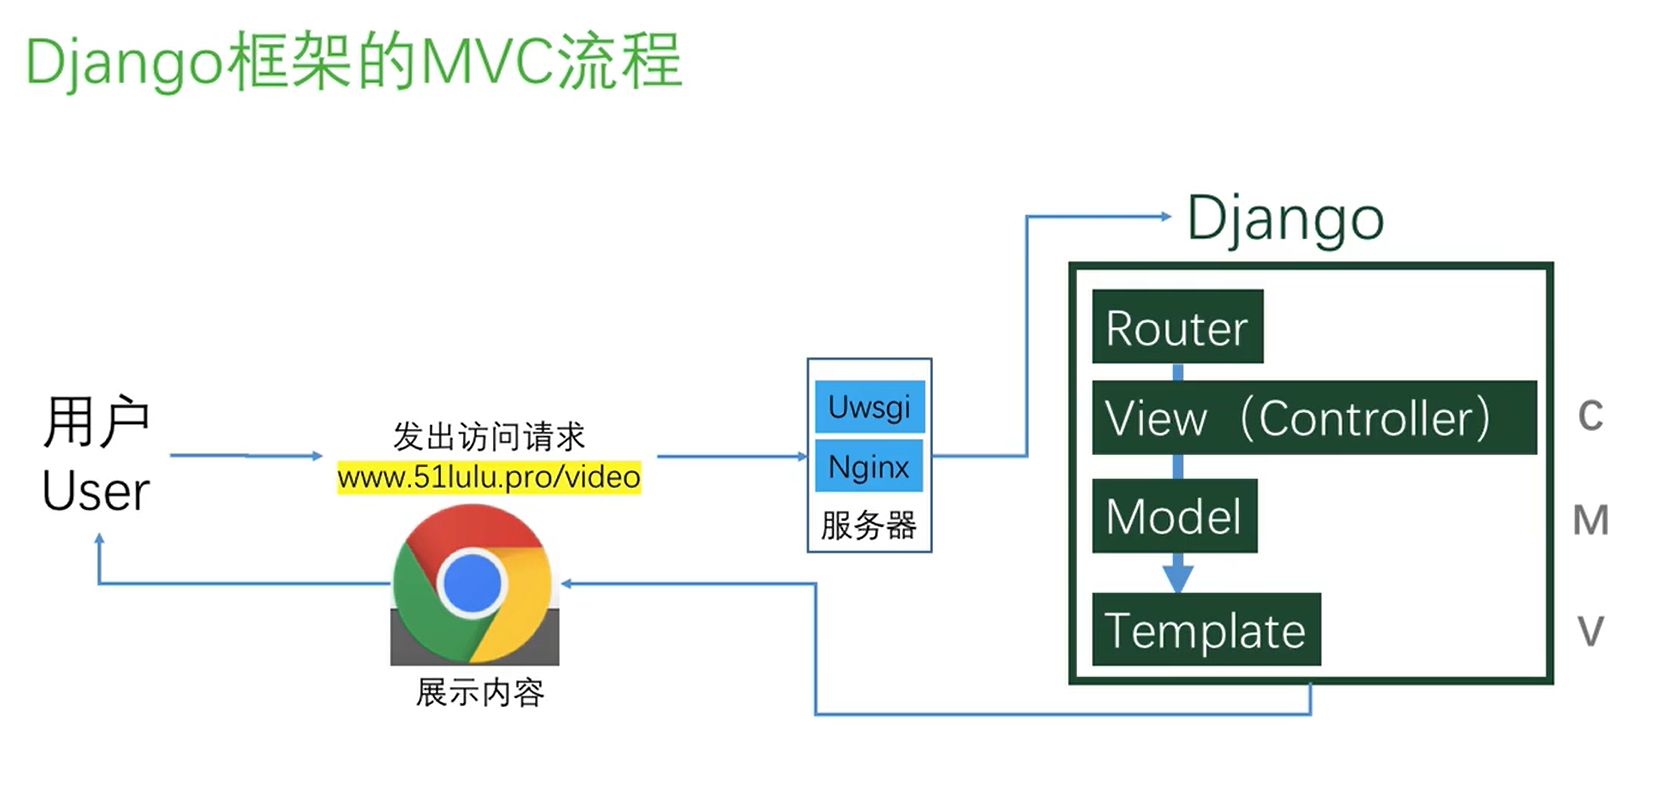 Django框架的MVC流程
Django
Router
View（Controller）
C
Model
M
Template
V
用户
User
发出访问请求
www.51lulu.pro/video
Uwsgi
Nginx
服务器
展示内容